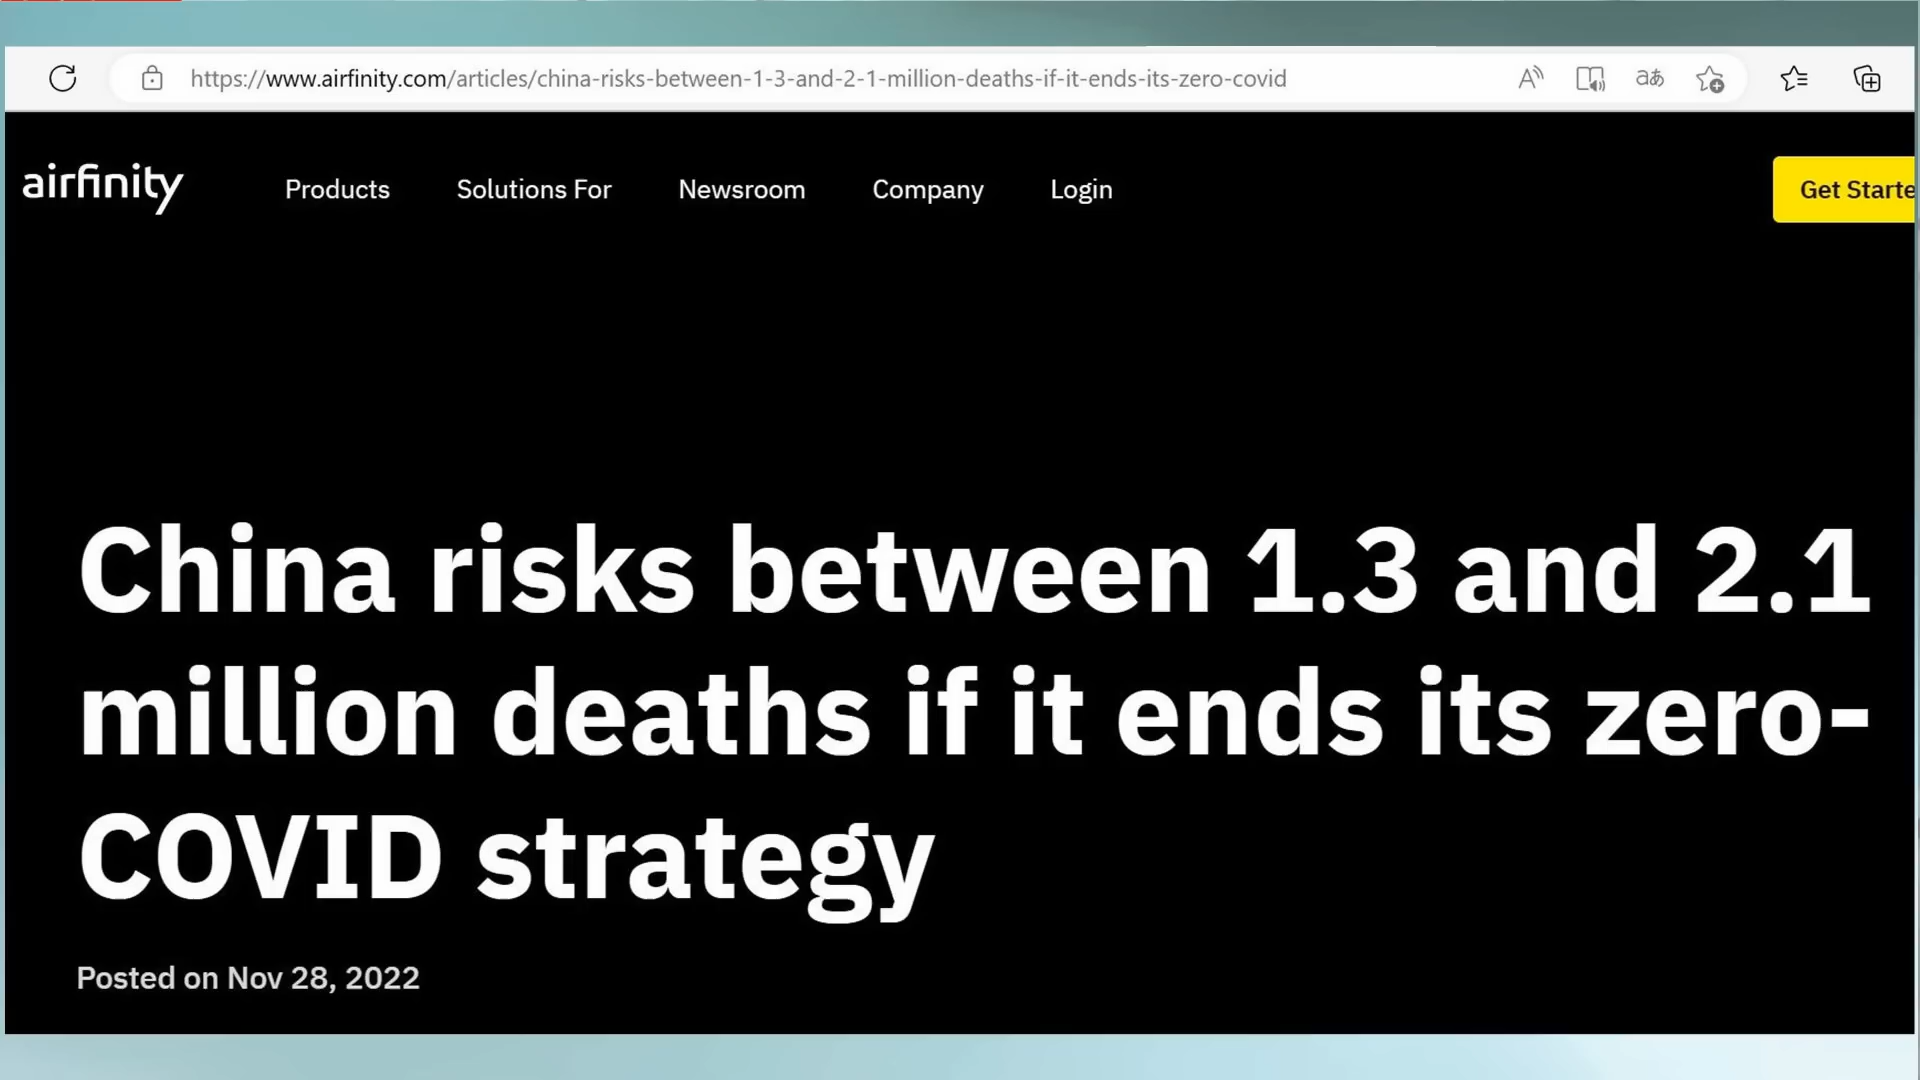 https://www.airfinity.com/articles/china-risks-between-1-3-and-2-1-million-deaths-if-it-ends-its-zero-covid
aあ
airfinity
Products
Solutions For
Newsroom
Company
Login
Get Starte
China risks between 1.3 and 2.1
million deaths if it ends its zero-
COVID strategy
Posted on Nov 28, 2022